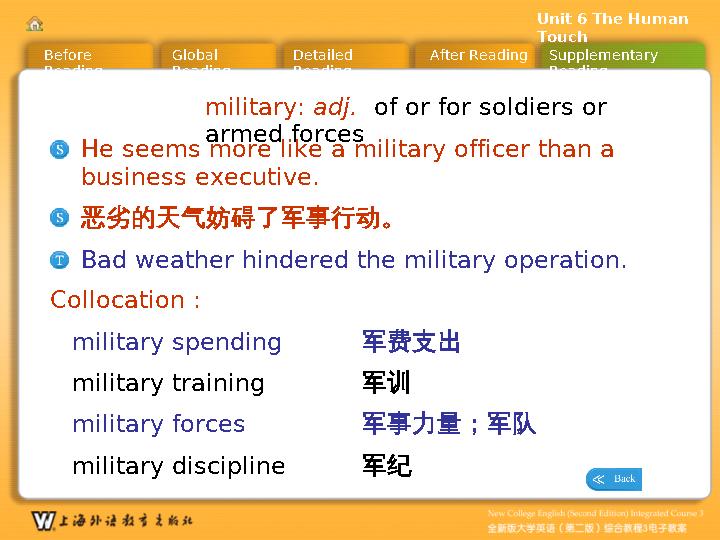 Unit 6 The Human
Touch
Before
Reading
Global
Reading
Detailed
Reading
After Reading
Supplementary
Reading
military: adj. of or for soldiers or
armed forces
S He seems more like a military officer than a
business executive.
S 恶劣的天气妨碍了军事行动。
T Bad weather hindered the military operation.
Collocation :
military spending 军费支出
military training 军训
military forces 军事力量；军队
military discipline 军纪
≪ Back
W 上海外语教育出版社
New College English (Second Edition) Integrated Course 3
全新版大学英语（第二版）综合教程3电子教案